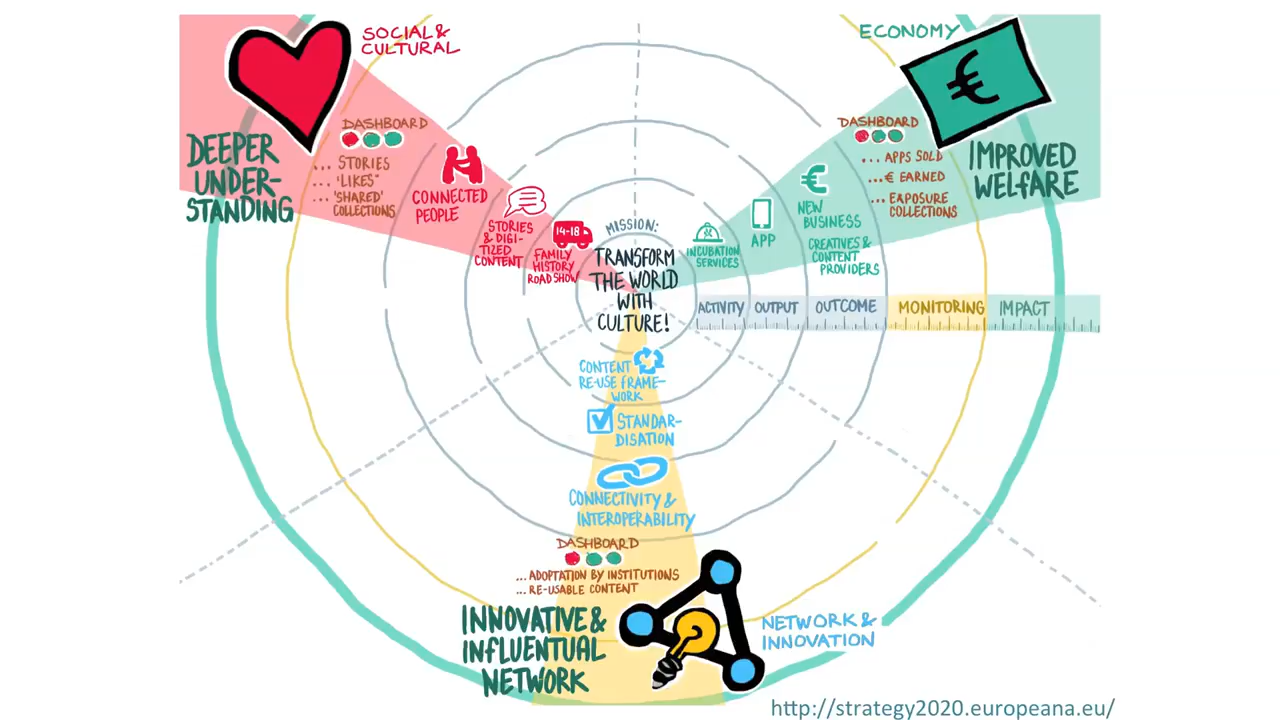 SOCIAL &
CULTURAL
DEEPER
UNDER-
STANDING
DASHBOARD
... STORIES
... 'LIKES"
... 'SHARED'
COLLECTIONS
CONNECTED
PEOPLE
STORIES
& DIGI-
TIZED
CONTENT
14-18
FAMILY
HISTORY
ROAD SHOW
MISSION:
TRANSFORM
THE WORLD
WITH
CULTURE!
ECONOMY
€
IMPROVED
WELFARE
DASHBOARD
... APPS SOLD
... € EARNED
... EXPOSURE
COLLECTIONS
€
NEW
BUSINESS
CREATIVES &
CONTENT
PROVIDERS
APP
INCUBATION
SERVICES
ACTIVITY OUTPUT OUTCOME MONITORING IMPACT
CONTENT
RE-USE FRAME-
WORK
STANDAR-
DISATION
CONNECTIVITY &
INTEROPERABILITY
DASHBOARD
... ADOPTATION BY INSTITUTIONS
... RE-USABLE CONTENT
INNOVATIVE &
INFLUENTUAL
NETWORK
NETWORK &
INNOVATION
http://strategy2020.europeana.eu/